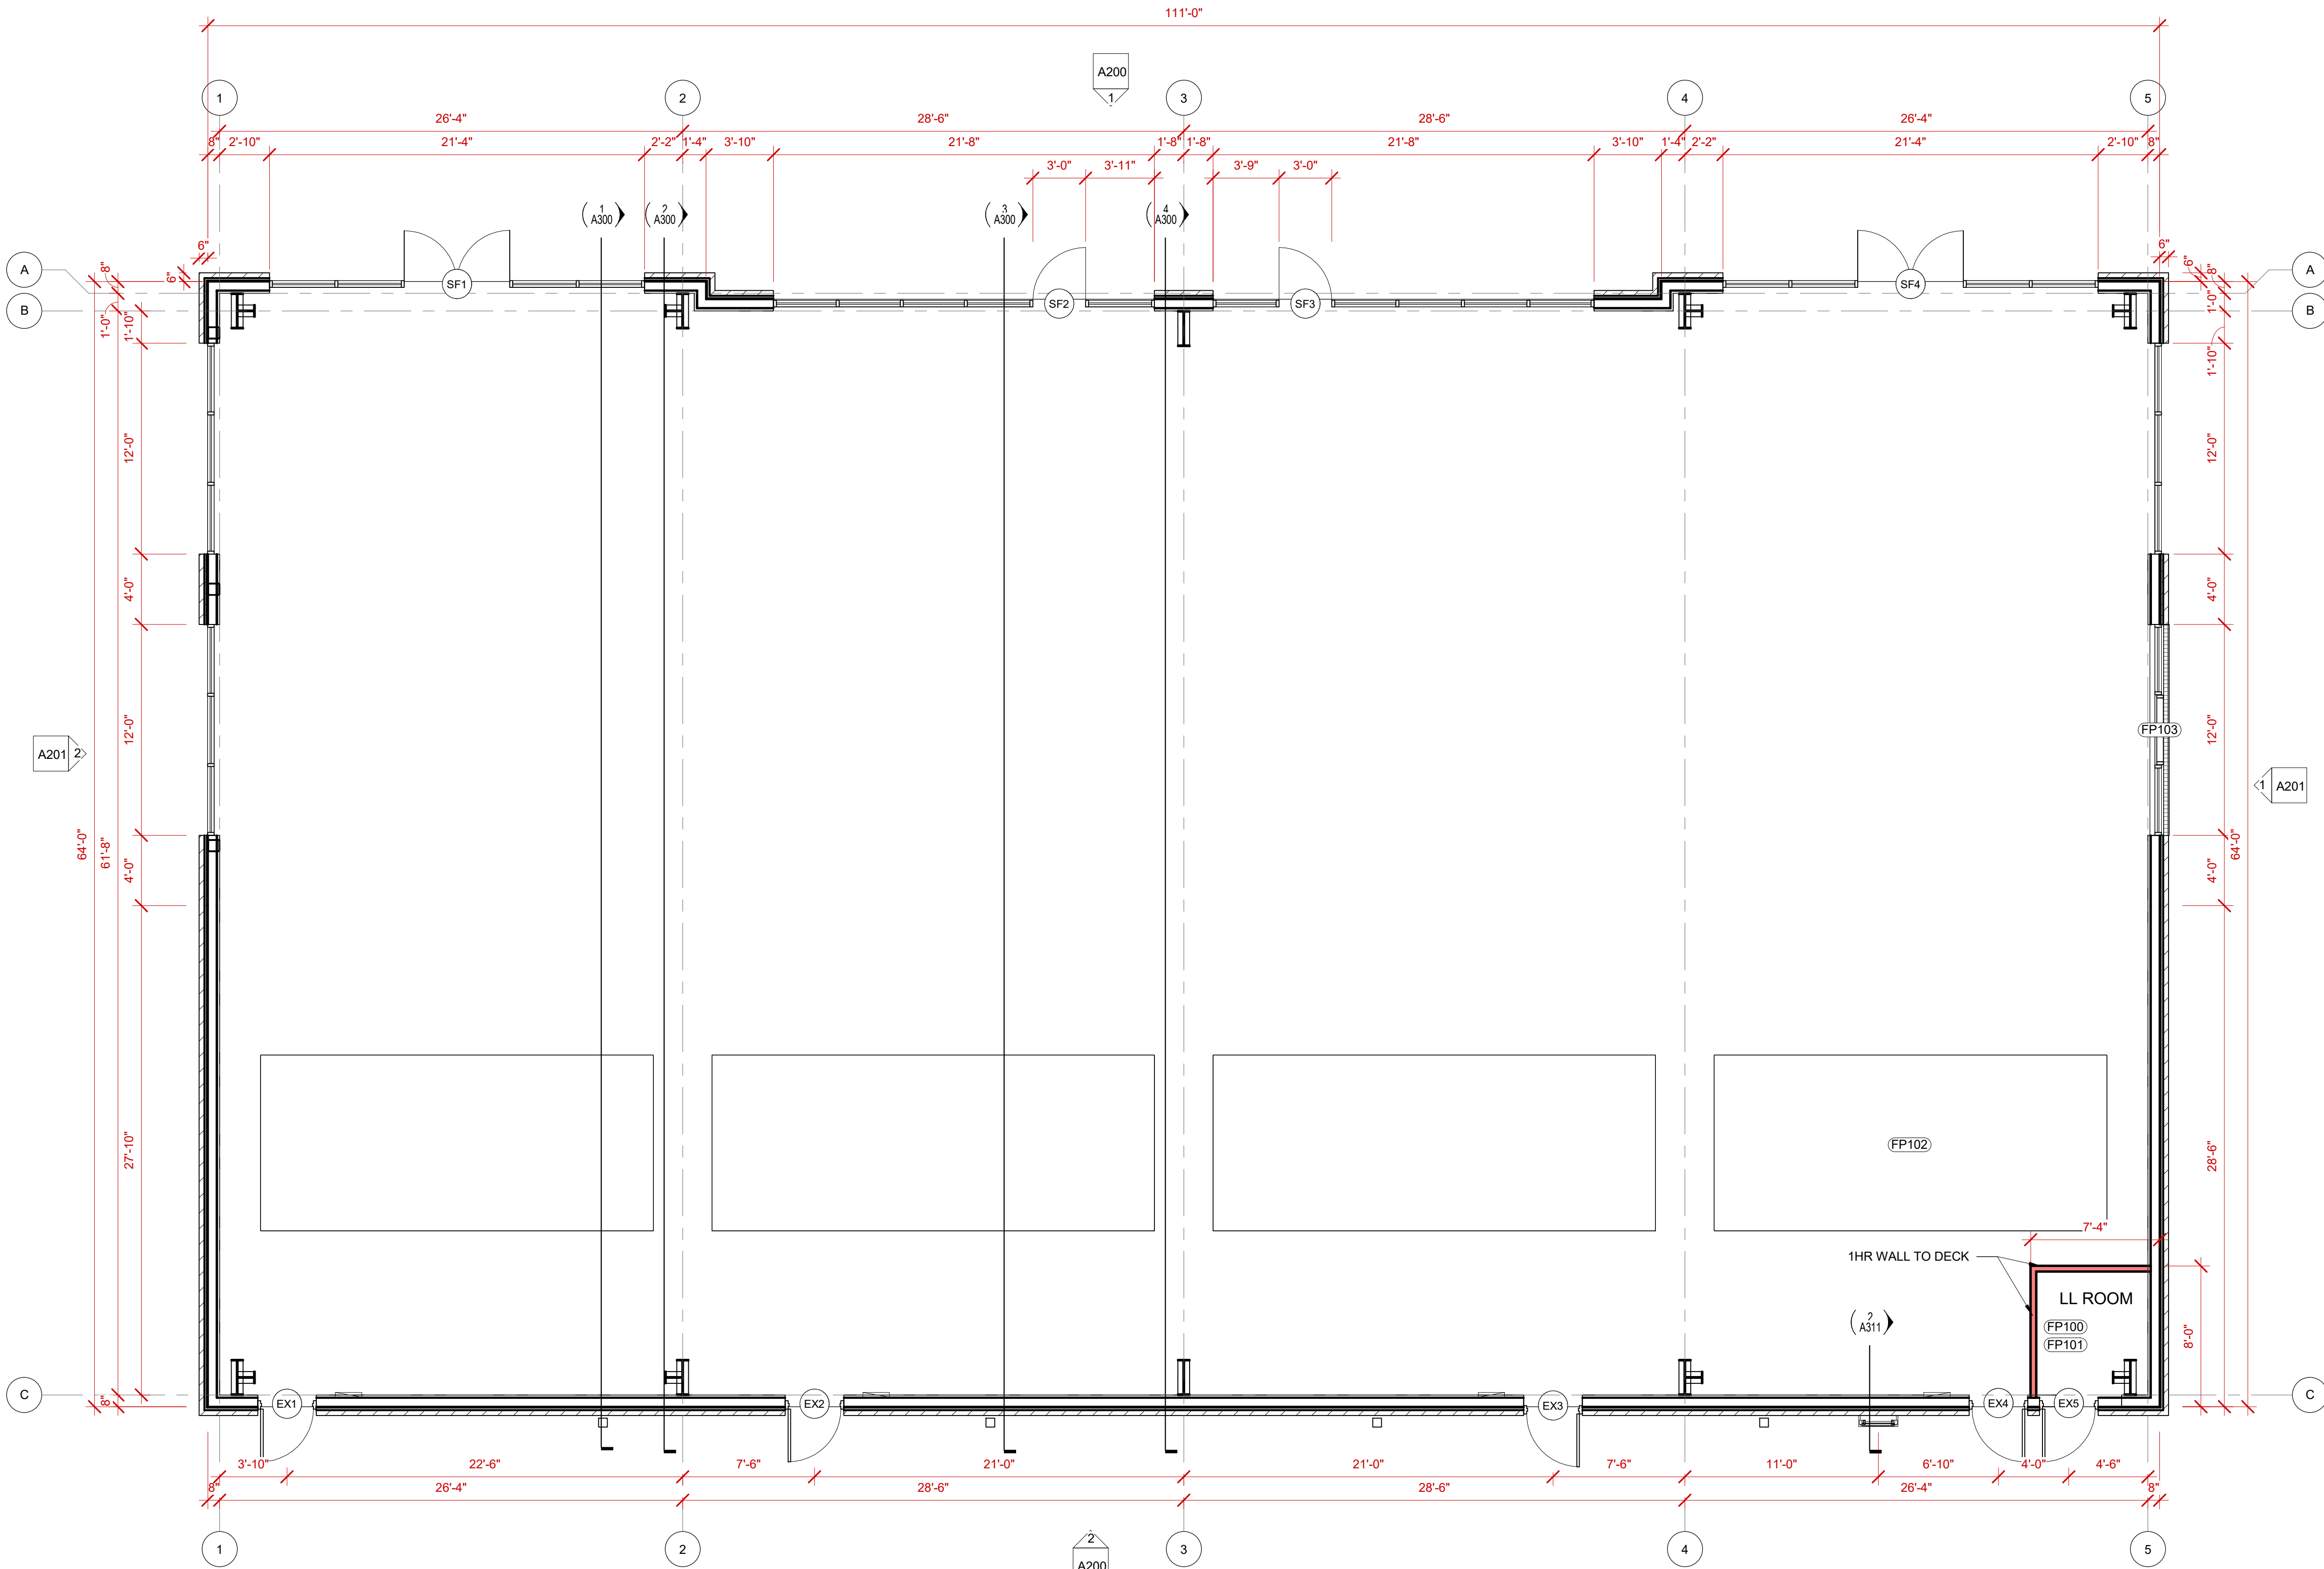 111'-0"
A200
1
1 2 3 4 5
26'-4" 28'-6" 28'-6" 26'-4"
8" 2'-10" 21'-4" 2'-2" 1'-4" 3'-10" 21'-8" 1'-8" 1'-8" 21'-8" 3'-10" 1'-4" 2'-2" 21'-4" 2'-10" 8"
3'-0" 3'-11" 3'-9" 3'-0"
1
A300
2
A300
3
A300
4
A300
6" 6"
A 8" 6" SF1 SF4 6" 8" A
B 1'-0" 1'-10" SF2 SF3 1'-0" B
1'-10"
12'-0" 12'-0"
4'-0" 4'-0"
12'-0" FP103 12'-0"
A201 2
1 A201
64'-0" 61'-8" 4'-0" 4'-0" 64'-0"
27'-10" FP102 28'-6"
7'-4"
1HR WALL TO DECK
LL ROOM
2
A311
FP100
FP101
8'-0"
C 8" C
EX1 EX2 EX3 EX4 EX5
3'-10" 22'-6" 7'-6" 21'-0" 21'-0" 7'-6" 11'-0" 6'-10" 4'-0" 4'-6"
8" 26'-4" 28'-6" 28'-6" 26'-4" 8"
1 2 3 4 5
2
A200